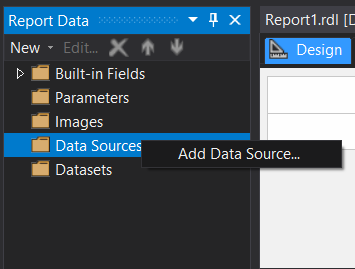 Report Data
Report1.rdl [D
New
Edit...
Design
Built-in Fields
Parameters
Images
Data Sources
Add Data Source...
Datasets